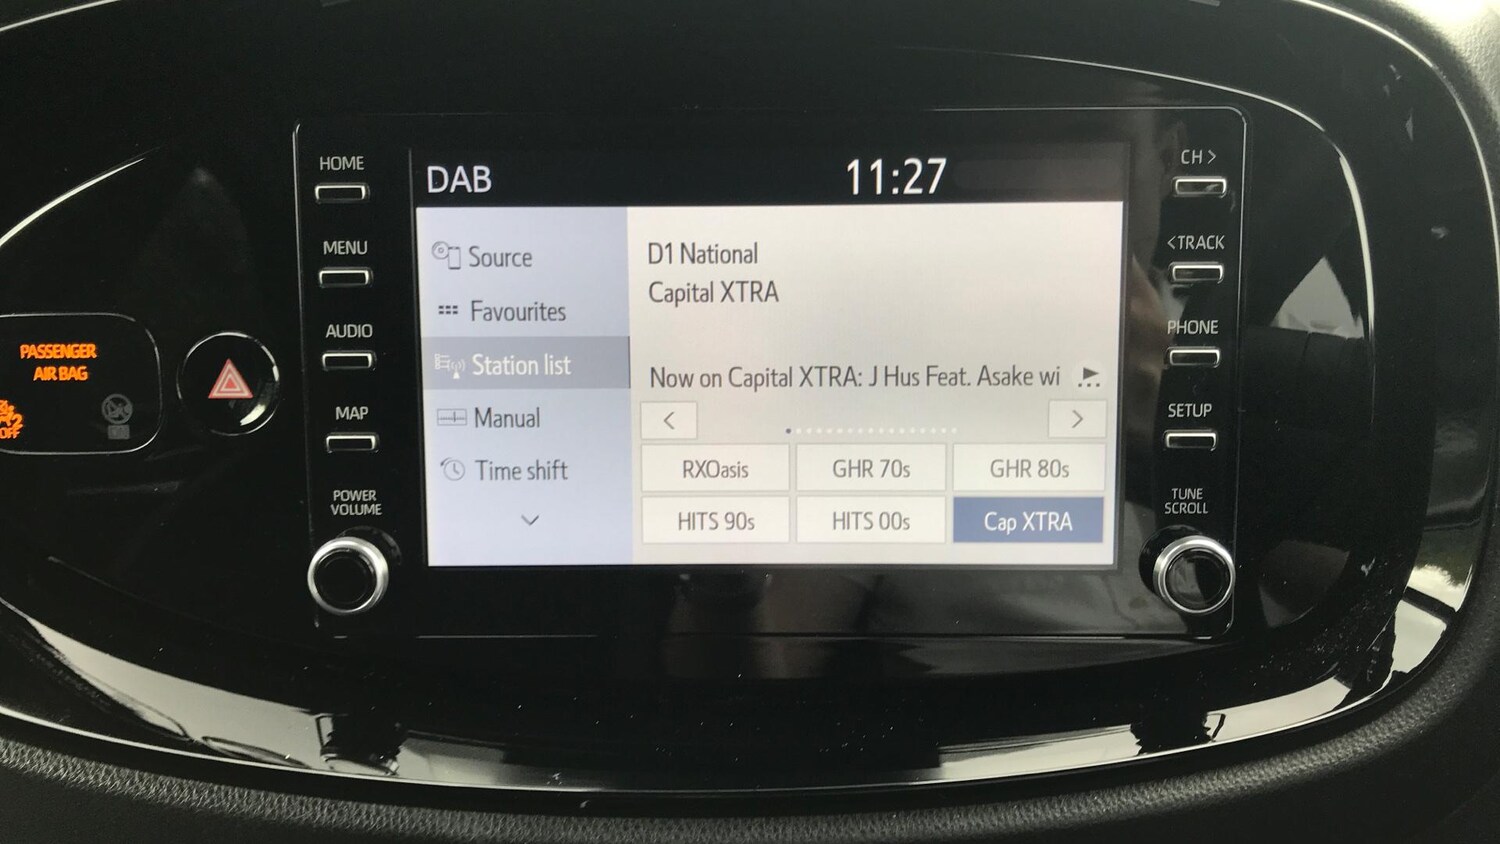 HOME
MENU
AUDIO
MAP
POWER
VOLUME
PASSENGER
AIR BAG
2
OFF
DAB
11:27
Source
Favourites
Station list
Manual
Time shift
D1 National
Capital XTRA
Now on Capital XTRA: J Hus Feat. Asake wi
RXOasis
GHR 70s
GHR 80s
HITS 90s
HITS 00s
Cap XTRA
CH >
<TRACK
PHONE
SETUP
TUNE
SCROLL